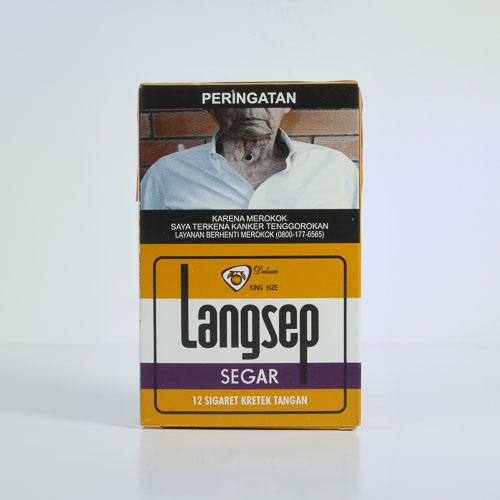 PERINGATAN
KARENA MEROKOK
SAYA TERKENA KANKER TENGGOROKAN
LAYANAN BERHENTI MEROKOK (0800-177-6565)
Deluxe
KING SIZE
Langsep
SEGAR
12 SIGARET KRETEK TANGAN